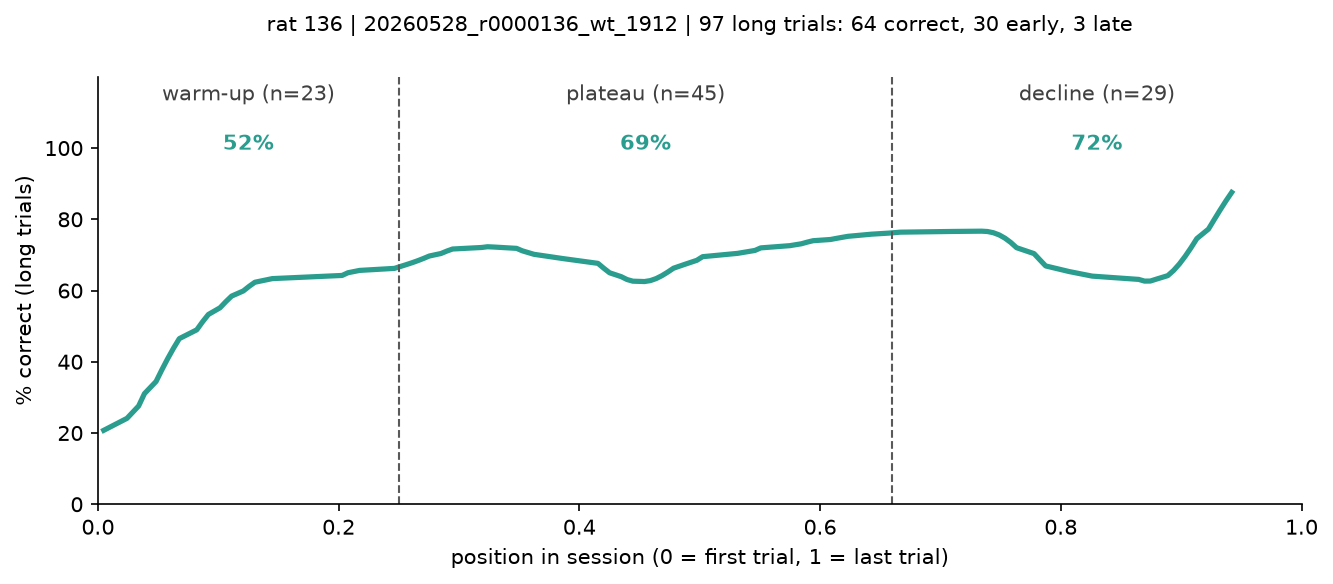 rat 136 | 20260528_r0000136_wt_1912 | 97 long trials: 64 correct, 30 early, 3 late
warm-up (n=23)
plateau (n=45)
decline (n=29)
52%
69%
72%
% correct (long trials)
100
80
60
40
20
0
0.0
0.2
0.4
0.6
0.8
1.0
position in session (0 = first trial, 1 = last trial)